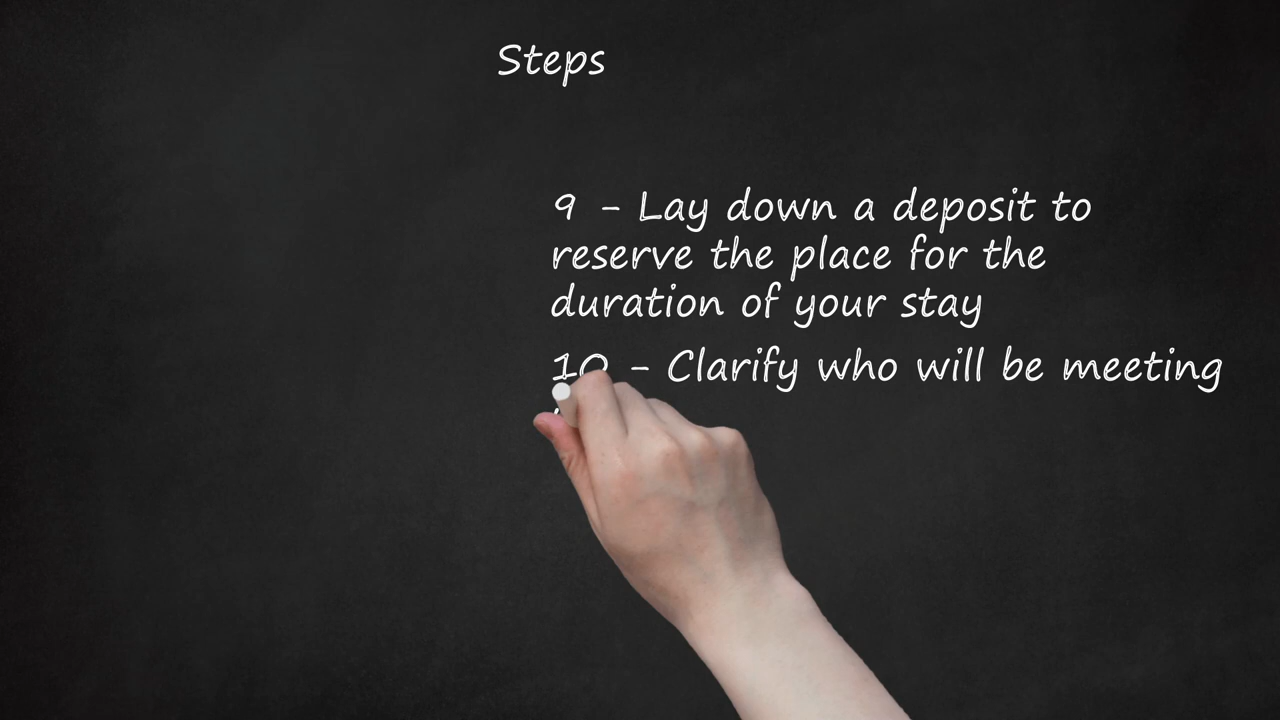 Steps
9 - Lay down a deposit to
reserve the place for the
duration of your stay
10 - Clarify who will be meeting